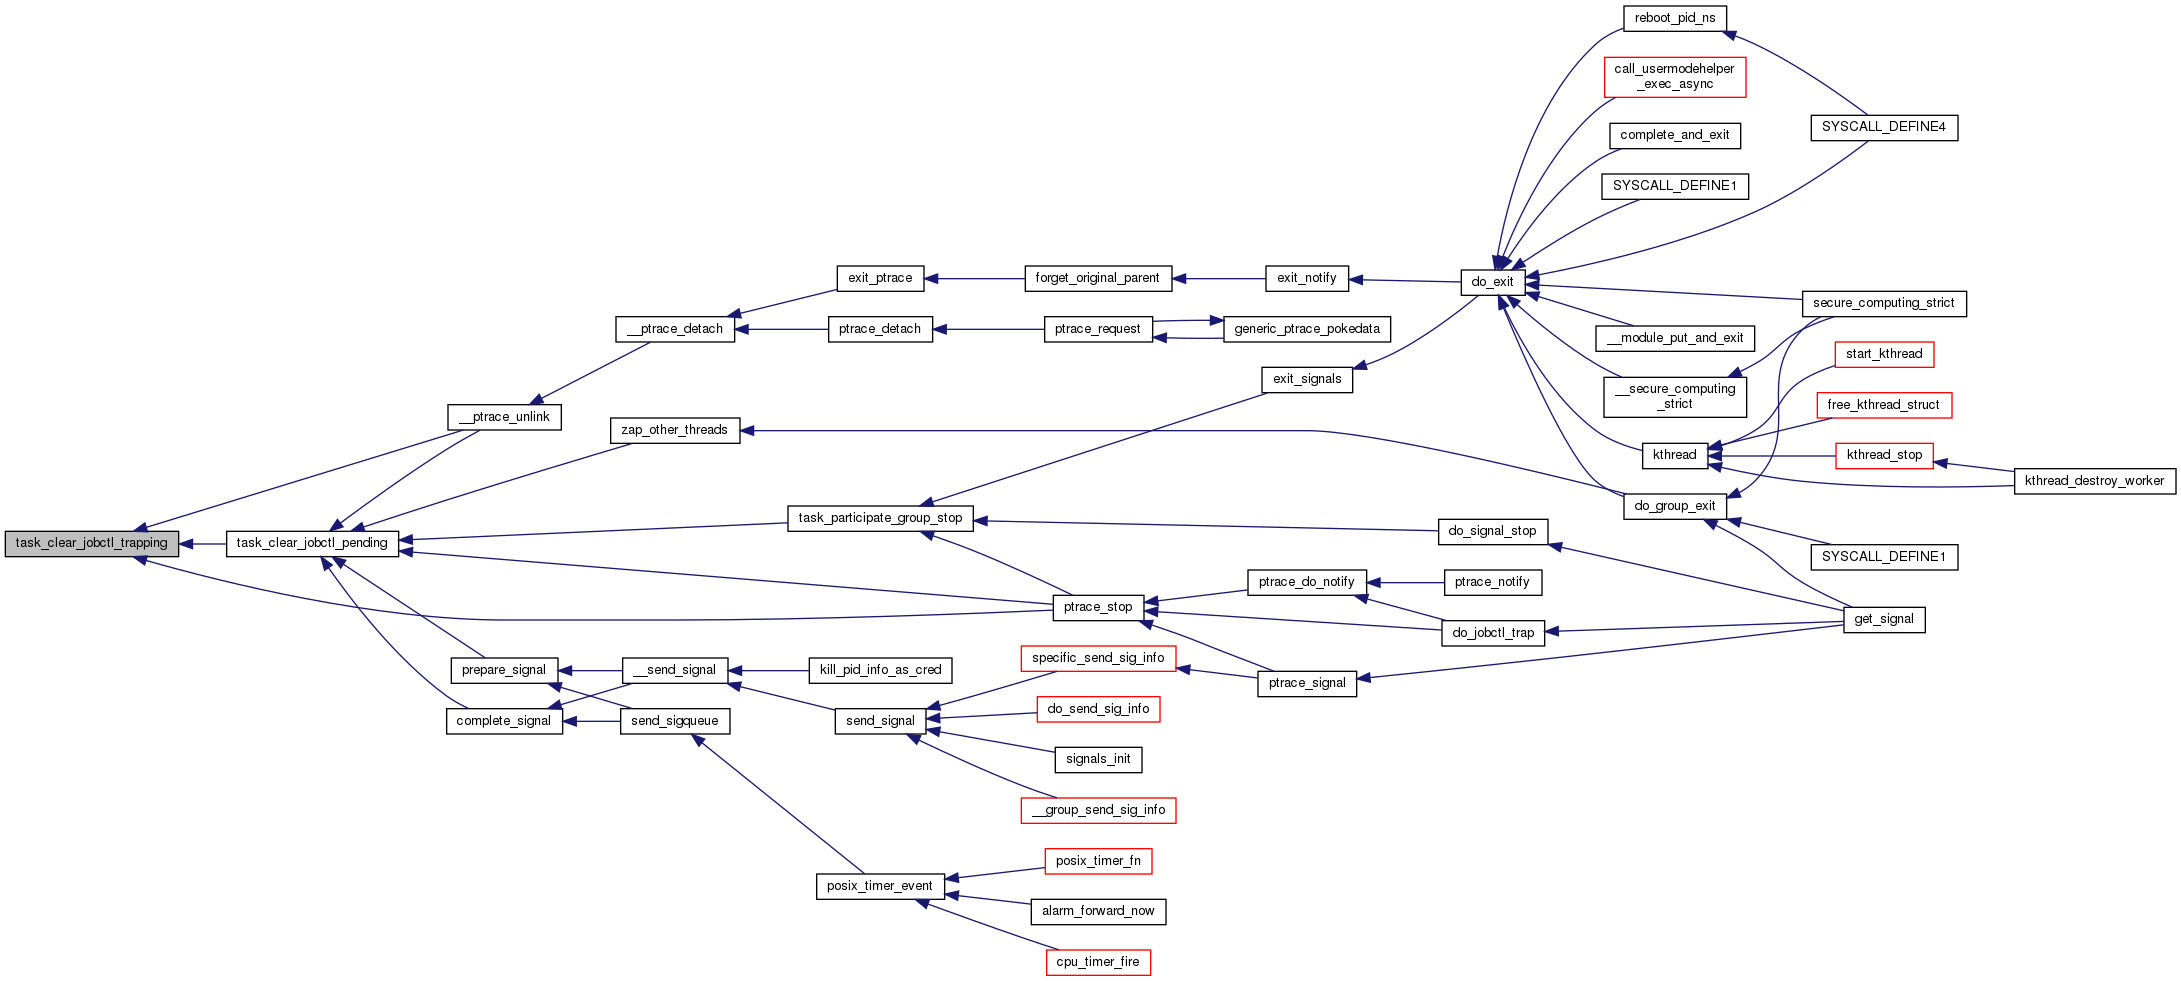 reboot_pid_ns
call_usermodehelper
_exec_async
complete_and_exit
SYSCALL_DEFINE4
SYSCALL_DEFINE1
exit_ptrace
forget_original_parent
exit_notify
do_exit
secure_computing_strict
__ptrace_detach
ptrace_detach
ptrace_request
generic_ptrace_pokedata
__module_put_and_exit
start_kthread
exit_signals
__secure_computing
_strict
free_kthread_struct
__ptrace_unlink
zap_other_threads
kthread
kthread_stop
kthread_destroy_worker
do_group_exit
task_participate_group_stop
do_signal_stop
task_clear_jobctl_trapping
task_clear_jobctl_pending
SYSCALL_DEFINE1
ptrace_do_notify
ptrace_notify
ptrace_stop
get_signal
do_jobctl_trap
prepare_signal
__send_signal
kill_pid_info_as_cred
specific_send_sig_info
ptrace_signal
complete_signal
send_sigqueue
send_signal
do_send_sig_info
signals_init
__group_send_sig_info
posix_timer_fn
posix_timer_event
alarm_forward_now
cpu_timer_fire